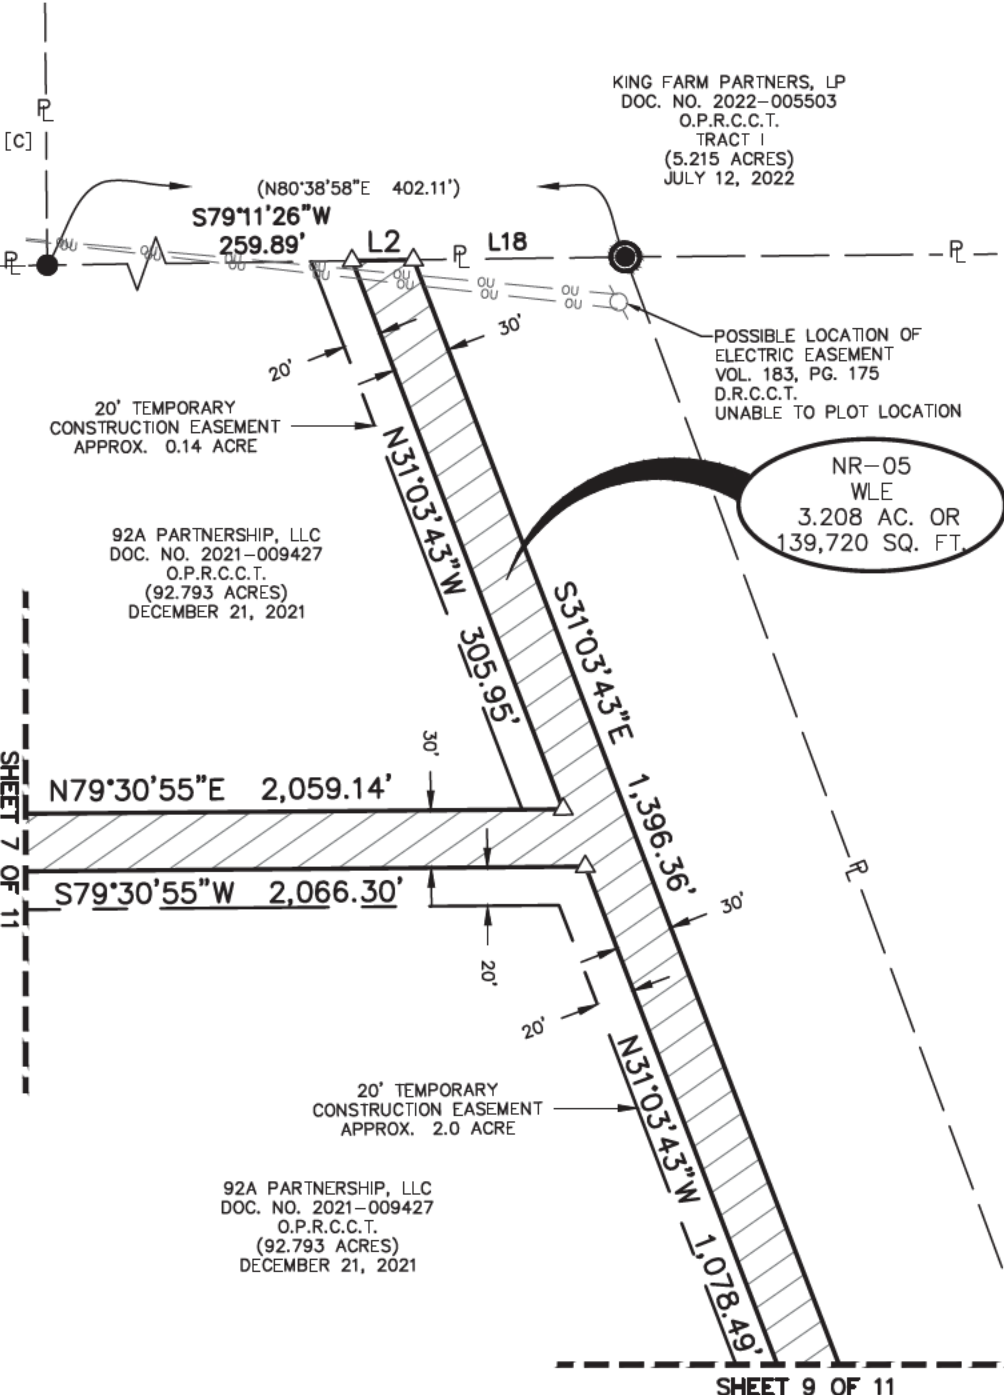 KING FARM PARTNERS, LP
DOC. NO. 2022-005503
O.P.R.C.C.T.
TRACT I
(5.215 ACRES)
JULY 12, 2022
PL
[C]
(N80°38'58"E 402.11')
S79°11'26"W
259.89'
L2
PL
L18
PL
PL
OU
OU
OU
OU
OU
OU
OU
OU
OU
OU
OU
OU
30'
20'
POSSIBLE LOCATION OF
ELECTRIC EASEMENT
VOL. 183, PG. 175
D.R.C.C.T.
UNABLE TO PLOT LOCATION
20' TEMPORARY
CONSTRUCTION EASEMENT
APPROX. 0.14 ACRE
N31°03'43"W 305.95'
NR-05
WLE
3.208 AC. OR
139,720 SQ. FT.
92A PARTNERSHIP, LLC
DOC. NO. 2021-009427
O.P.R.C.C.T.
(92.793 ACRES)
DECEMBER 21, 2021
S31°03'43"E 1,396.36'
30'
SHEET 7 OF 11
N79°30'55"E 2,059.14'
PL
S79°30'55"W 2,066.30'
30'
20'
20'
N31°03'43"W 1,078.49'
20' TEMPORARY
CONSTRUCTION EASEMENT
APPROX. 2.0 ACRE
92A PARTNERSHIP, LLC
DOC. NO. 2021-009427
O.P.R.C.C.T.
(92.793 ACRES)
DECEMBER 21, 2021
SHEET 9 OF 11